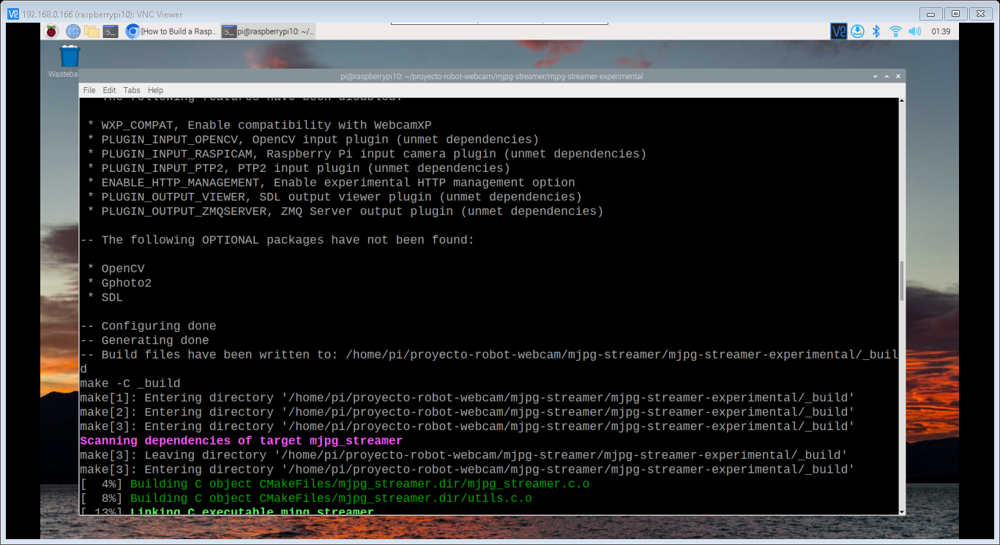 192.168.0.166 (raspberrypi10): VNC Viewer
[How to Build a Rasp...
pi@raspberrypi10: ~/...
01:39
Wasteba
pi@raspberrypi10: ~/proyecto-robot-webcam/mjpg-streamer/mjpg-streamer-experimental
File Edit Tabs Help
The following features have been disabled:
* WXP_COMPAT, Enable compatibility with WebcamXP
* PLUGIN_INPUT_OPENCV, OpenCV input plugin (unmet dependencies)
* PLUGIN_INPUT_RASPICAM, Raspberry Pi input camera plugin (unmet dependencies)
* PLUGIN_INPUT_PTP2, PTP2 input plugin (unmet dependencies)
* ENABLE_HTTP_MANAGEMENT, Enable experimental HTTP management option
* PLUGIN_OUTPUT_VIEWER, SDL output viewer plugin (unmet dependencies)
* PLUGIN_OUTPUT_ZMQSERVER, ZMQ Server output plugin (unmet dependencies)
-- The following OPTIONAL packages have not been found:
* OpenCV
* Gphoto2
* SDL
-- Configuring done
-- Generating done
-- Build files have been written to: /home/pi/proyecto-robot-webcam/mjpg-streamer/mjpg-streamer-experimental/_buil
d
make -C _build
make[1]: Entering directory '/home/pi/proyecto-robot-webcam/mjpg-streamer/mjpg-streamer-experimental/_build'
make[2]: Entering directory '/home/pi/proyecto-robot-webcam/mjpg-streamer/mjpg-streamer-experimental/_build'
make[3]: Entering directory '/home/pi/proyecto-robot-webcam/mjpg-streamer/mjpg-streamer-experimental/_build'
Scanning dependencies of target mjpg_streamer
make[3]: Leaving directory '/home/pi/proyecto-robot-webcam/mjpg-streamer/mjpg-streamer-experimental/_build'
make[3]: Entering directory '/home/pi/proyecto-robot-webcam/mjpg-streamer/mjpg-streamer-experimental/_build'
[  4%] Building C object CMakeFiles/mjpg_streamer.dir/mjpg_streamer.c.o
[  8%] Building C object CMakeFiles/mjpg_streamer.dir/utils.c.o
[ 13%] Linking C executable mjpg_streamer